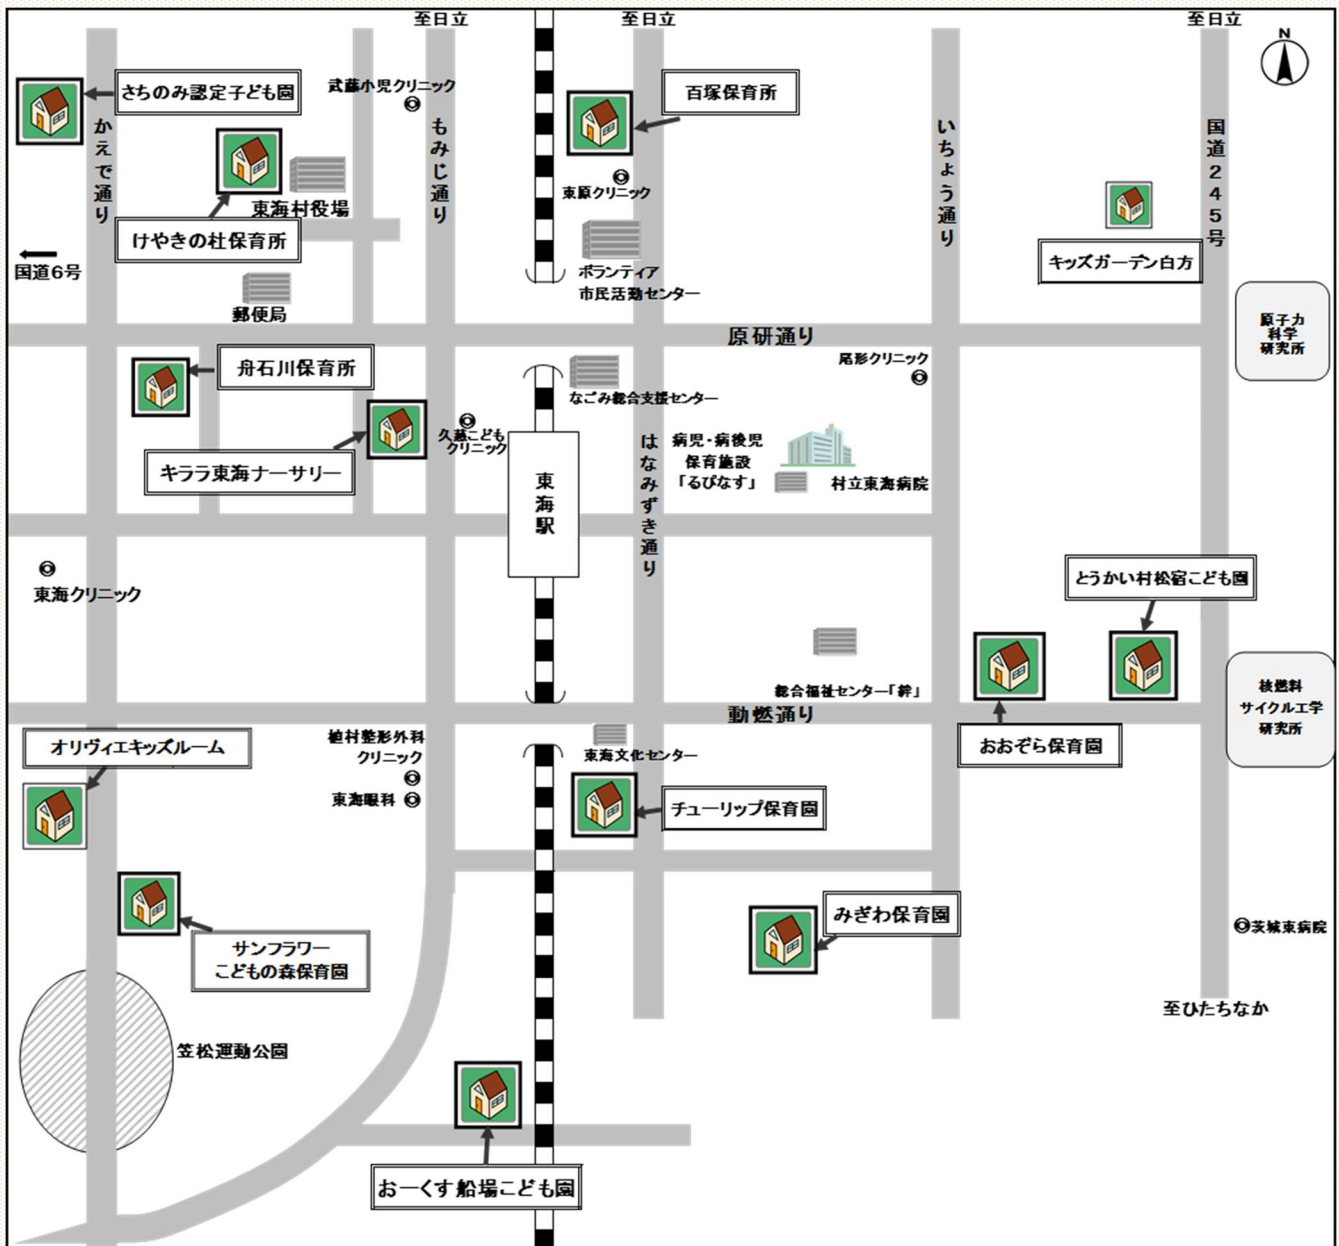 至日立
至日立
至日立
N
さちのみ認定子ども園
武藤小児クリニック
百塚保育所
かえで通り
もみじ通り
いちょう通り
国道245号
東原クリニック
東海村役場
けやきの杜保育所
国道6号
ボランティア
市民活動センター
キッズガーデン白方
郵便局
原研通り
原子力
科学
研究所
舟石川保育所
尾形クリニック
なごみ総合支援センター
久慈こども
クリニック
キララ東海ナーサリー
東海駅
はなみずき通り
病児・病後児
保育施設
「るぴなす」
村立東海病院
東海クリニック
とうかい村松宿こども園
総合福祉センター「絆」
動燃通り
核燃料
サイクル工学
研究所
オリヴィエキッズルーム
植村整形外科
クリニック
東海眼科
東海文化センター
おおぞら保育園
チューリップ保育園
みぎわ保育園
サンフラワー
こどもの森保育園
茨城東病院
至ひたちなか
笠松運動公園
おーくす船場こども園